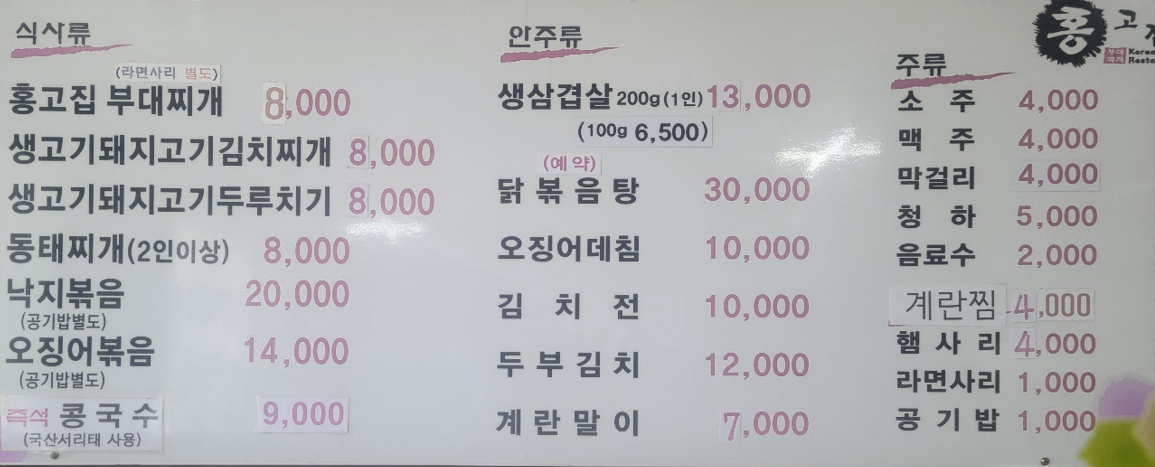 식사류
(라면사리 별도)
홍고집 부대찌개 8,000
생고기돼지고기김치찌개 8,000
생고기돼지고기두루치기 8,000
동태찌개(2인이상) 8,000
낙지볶음 20,000
(공기밥별도)
오징어볶음 14,000
(공기밥별도)
즉석 콩국수 9,000
(국산서리태 사용)
안주류
생삼겹살 200g(1인) 13,000
(100g 6,500)
(예약)
닭볶음탕 30,000
오징어데침 10,000
김치전 10,000
두부김치 12,000
계란말이 7,000
홍고
부대
찌개
Korea
Resta
주류
소주 4,000
맥주 4,000
막걸리 4,000
청하 5,000
음료수 2,000
계란찜 4,000
햄사리 4,000
라면사리 1,000
공기밥 1,000